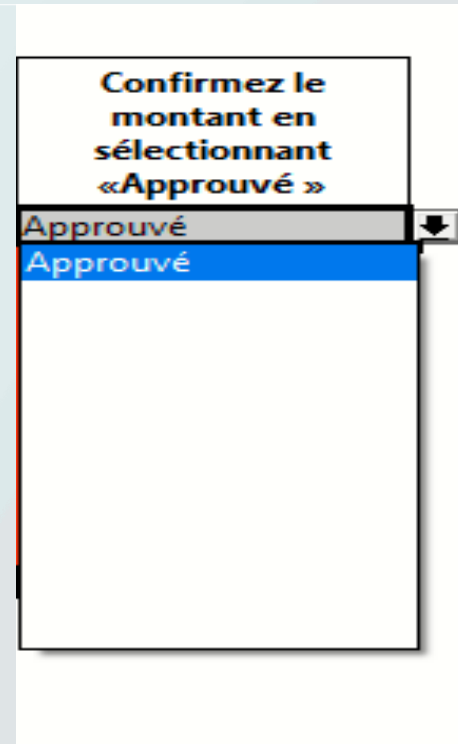 Confirmez le
montant en
sélectionnant
«Approuvé »
Approuvé
Approuvé